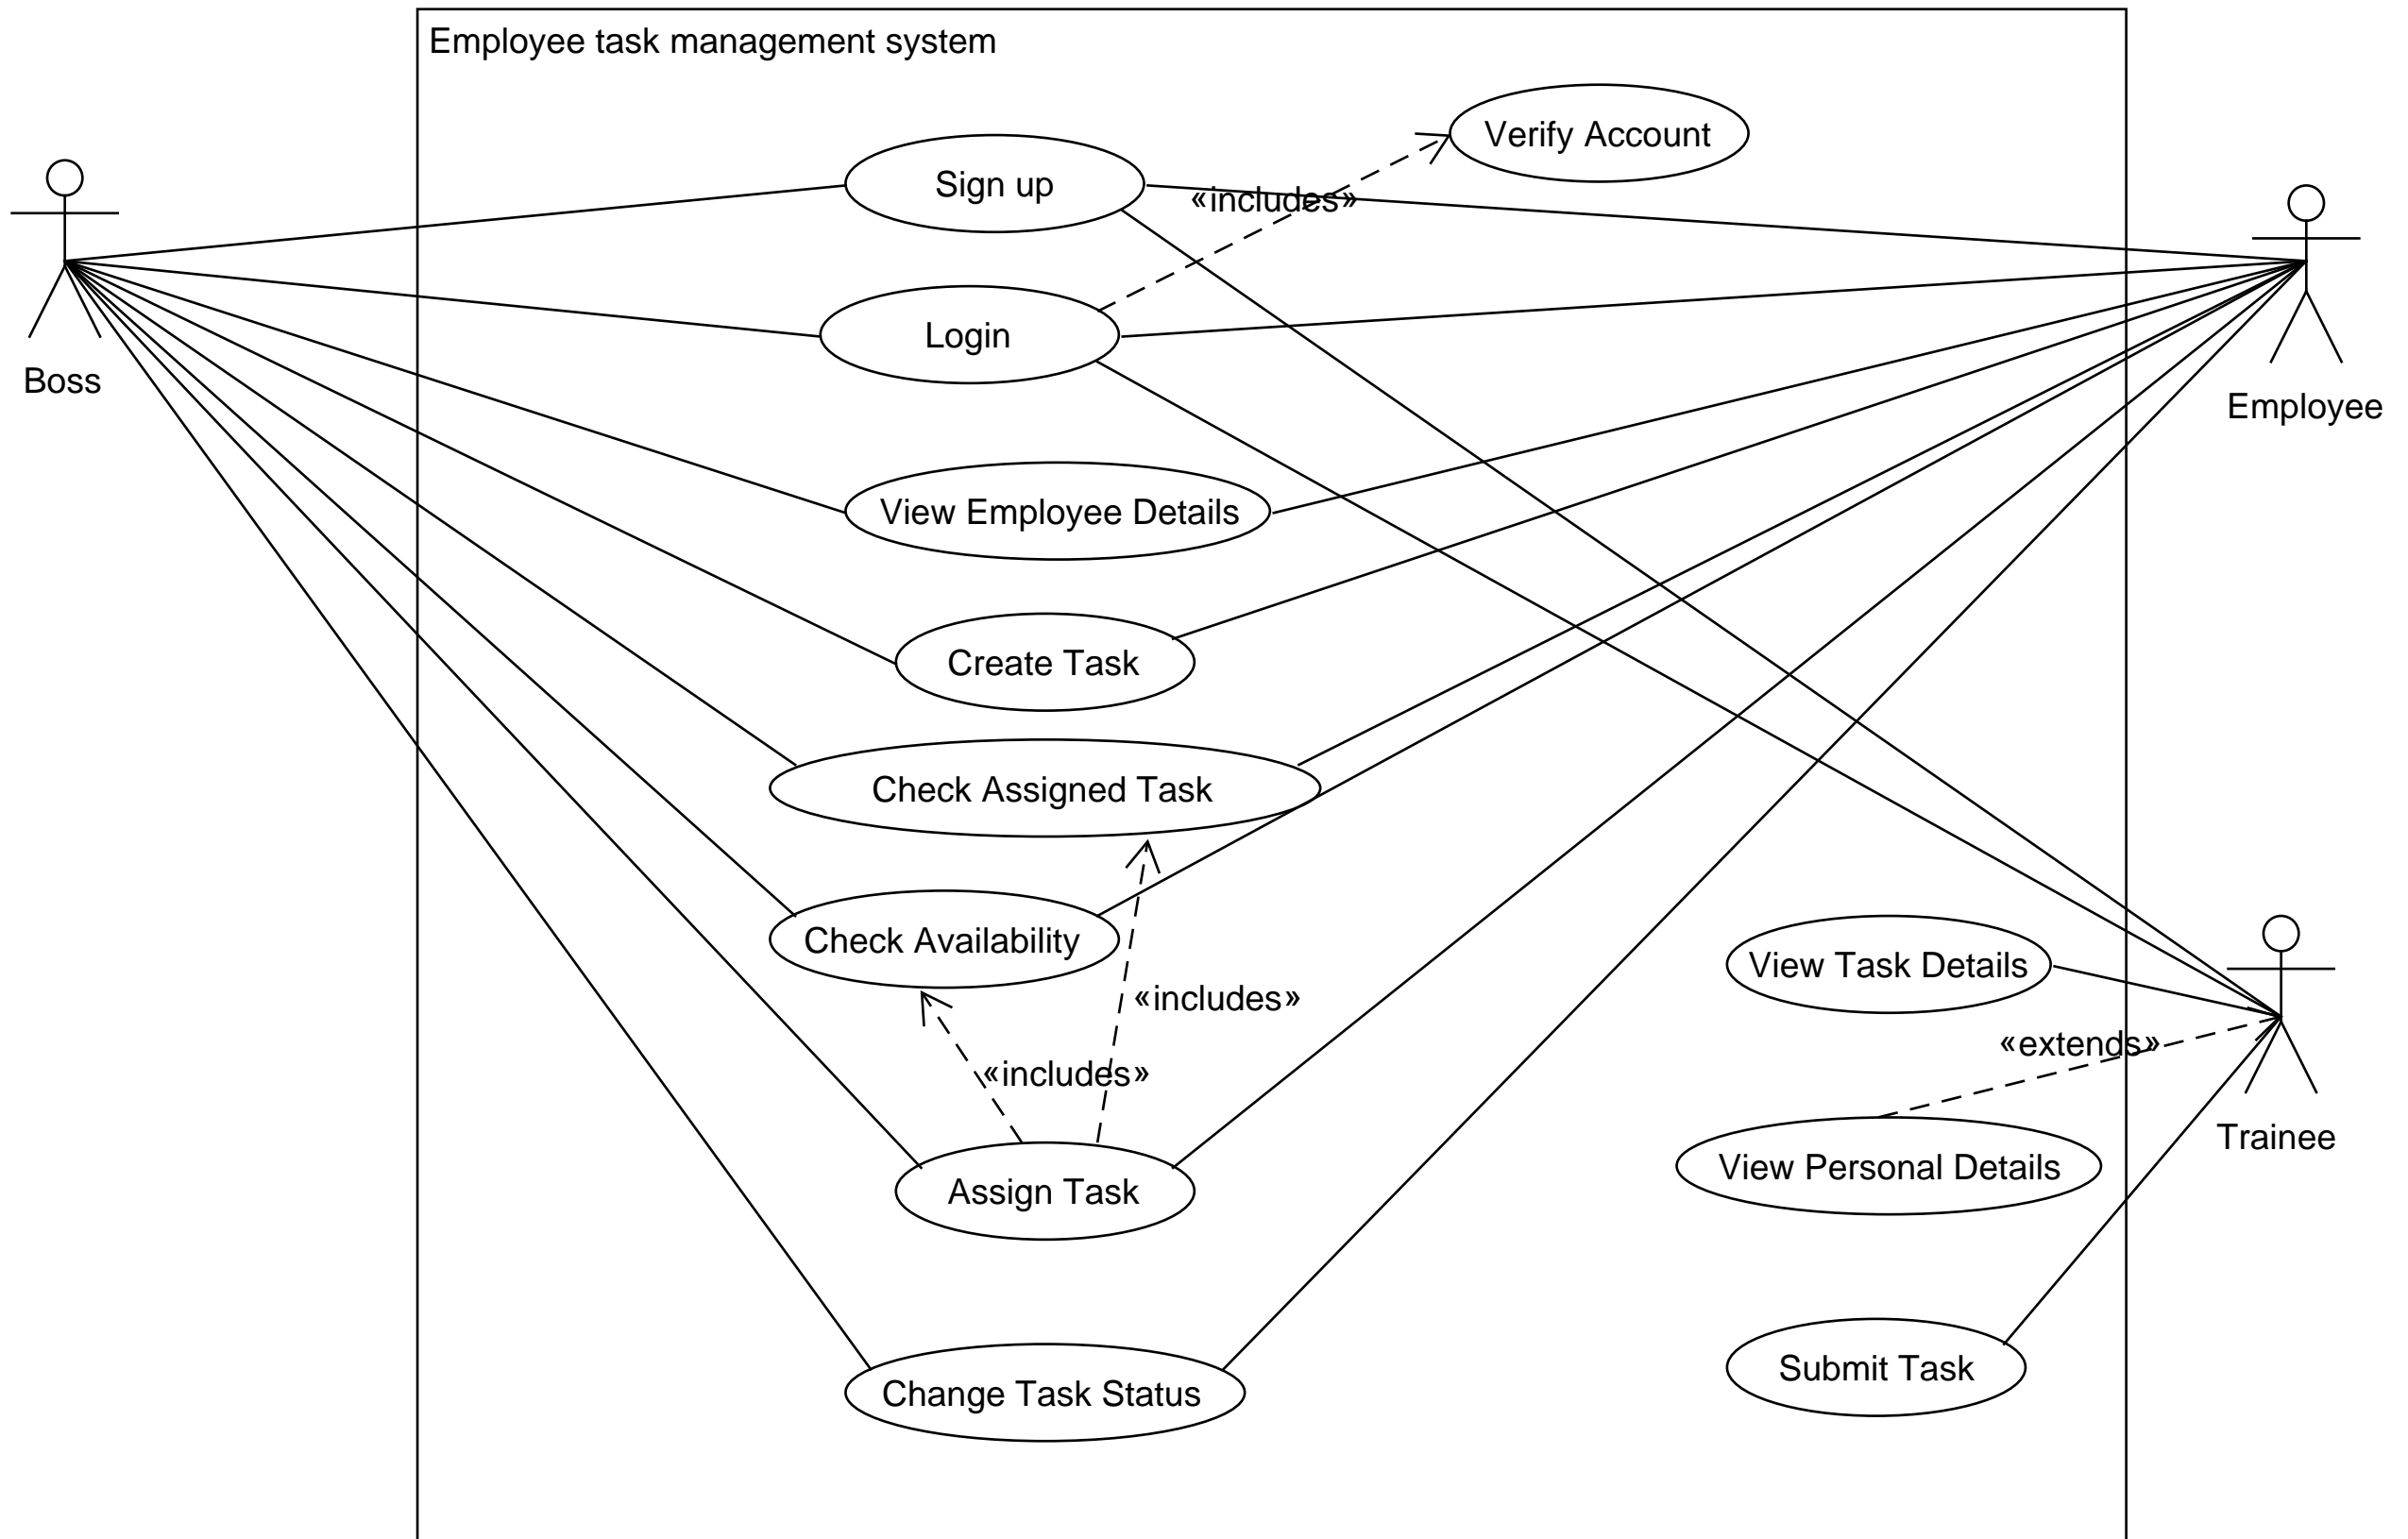 Employee task management system
Verify Account
Sign up
«includes»
Login
Boss
Employee
View Employee Details
Create Task
Check Assigned Task
Check Availability
View Task Details
«includes»
«extends»
«includes»
Trainee
View Personal Details
Assign Task
Submit Task
Change Task Status